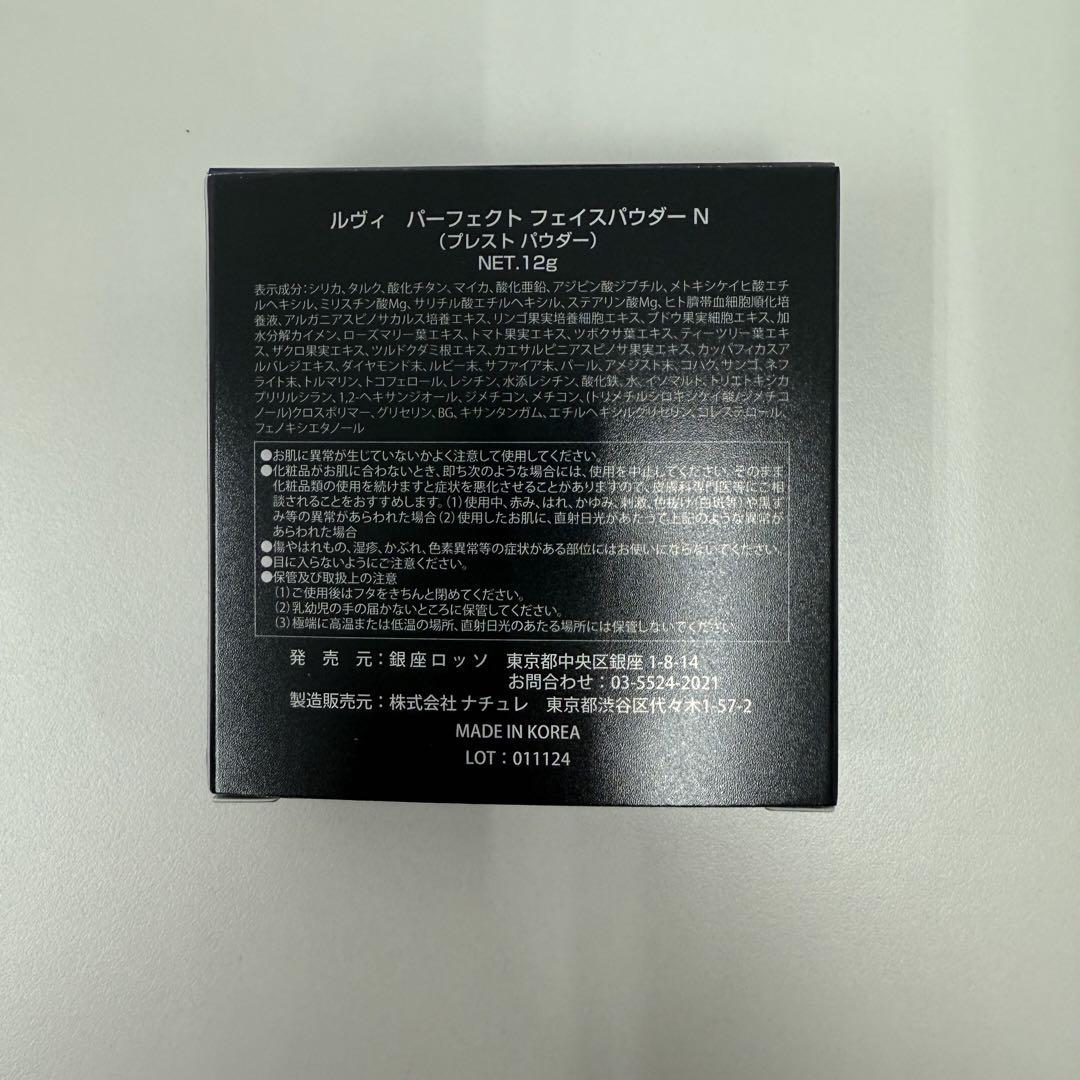 ルヴィ　パーフェクト フェイスパウダー N
（プレスト パウダー）
NET.12g
表示成分：シリカ、タルク、酸化チタン、マイカ、酸化亜鉛、アジピン酸ジブチル、メトキシケイヒ酸エチ
ルヘキシル、ミリスチン酸Mg、サリチル酸エチルヘキシル、ステアリン酸Mg、ヒト臍帯血細胞順化培
養液、アルガニアスピノサカルス培養エキス、リンゴ果実培養細胞エキス、ブドウ果実細胞エキス、加
水分解カイメン、ローズマリー葉エキス、トマト果実エキス、ツボクサ葉エキス、ティーツリー葉エキ
ス、ザクロ果実エキス、ツルドクダミ根エキス、カエサルピニアスピノサ果実エキス、カッパフィカスアル
バレジエキス、ダイヤモンド末、ルビー末、サファイア末、パール、アメジスト末、コハク、サンゴ、ネフ
ライト末、トルマリン、トコフェロール、レシチン、水添レシチン、酸化鉄、水、イソマルト、トリエトキシカ
プリリルシラン、1,2-ヘキサンジオール、ジメチコン、メチコン、(トリメチルシロキシケイ酸/ジメチコ
ノール)クロスポリマー、グリセリン、BG、キサンタンガム、エチルヘキシルグリセリン、コレステロール、
フェノキシエタノール
●お肌に異常が生じていないかよく注意して使用してください。
●化粧品がお肌に合わないとき、即ち次のような場合には、使用を中止してください。そのまま
化粧品類の使用を続けますと症状を悪化させることがありますので、皮膚科専門医等にご相
談されることをおすすめします。(1)使用中、赤み、はれ、かゆみ、刺激、色抜け(白斑等)や黒ず
み等の異常があらわれた場合(2)使用したお肌に、直射日光があたって上記のような異常が
あらわれた場合
●傷やはれもの、湿疹、かぶれ、色素異常等の症状がある部位にはお使いにならないでください。
●目に入らないようにご注意ください。
●保管及び取扱上の注意
(1)ご使用後はフタをきちんと閉めてください。
(2)乳幼児の手の届かないところに保管してください。
(3)極端に高温または低温の場所、直射日光のあたる場所には保管しないでください。
発　売　元：銀座ロッソ　東京都中央区銀座 1-8-14
お問合わせ：03-5524-2021
製造販売元：株式会社 ナチュレ　東京都渋谷区代々木1-57-2
MADE IN KOREA
LOT：011124